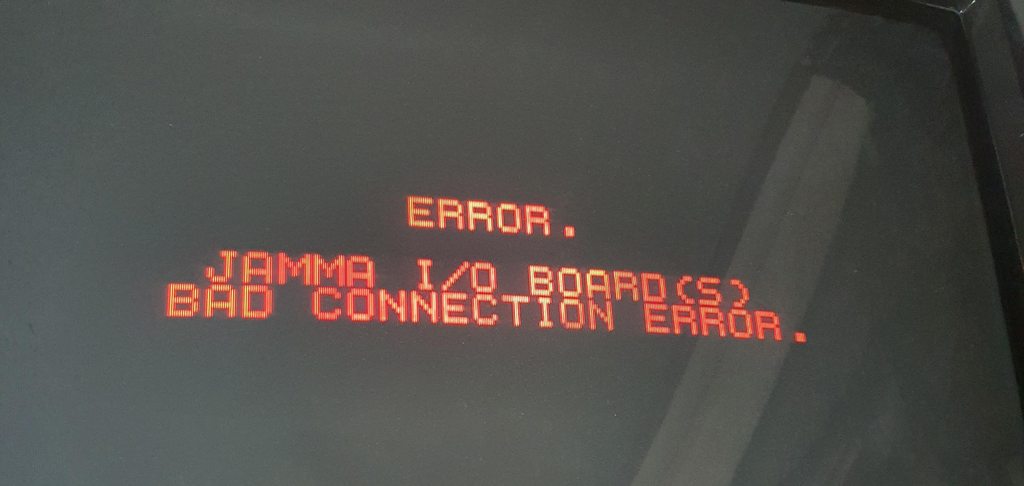 ERROR.
JAMMA I/O BOARD(S)
BAD CONNECTION ERROR.